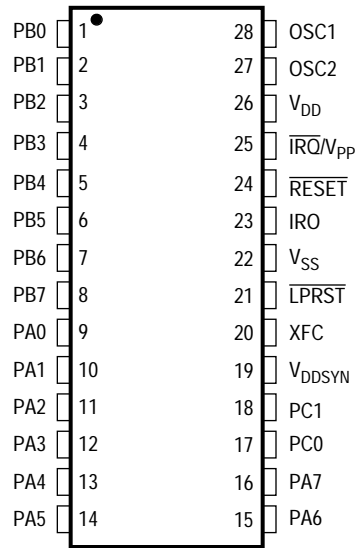 PB0 1 28 OSC1
PB1 2 27 OSC2
PB2 3 26 VDD
PB3 4 25 IRQ/VPP
PB4 5 24 RESET
PB5 6 23 IRO
PB6 7 22 VSS
PB7 8 21 LPRST
PA0 9 20 XFC
PA1 10 19 VDDSYN
PA2 11 18 PC1
PA3 12 17 PC0
PA4 13 16 PA7
PA5 14 15 PA6